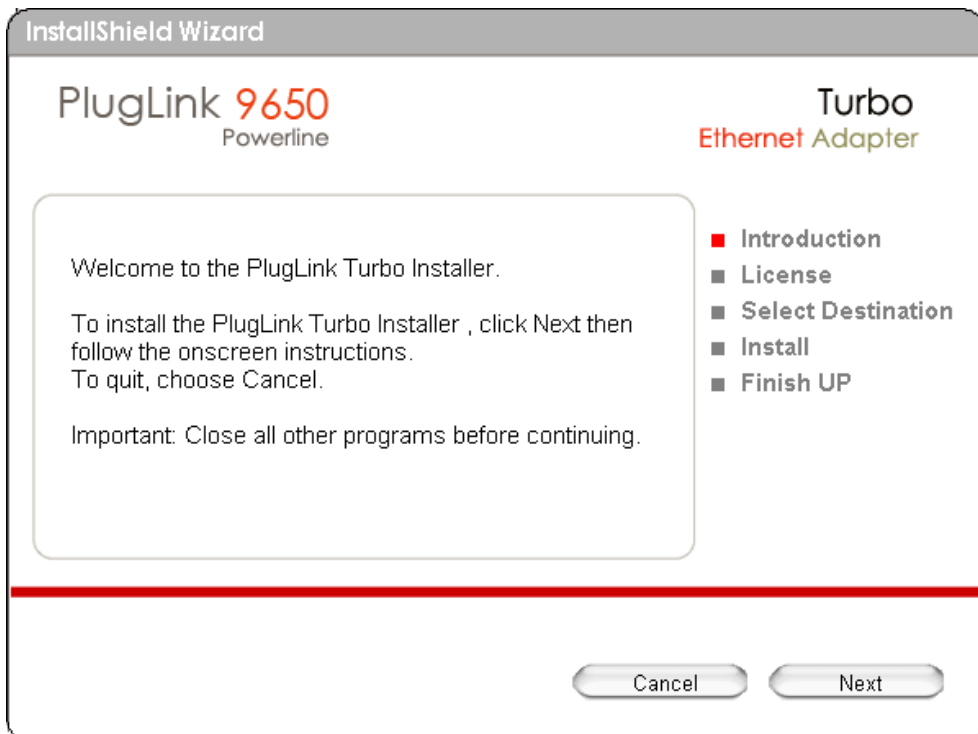 InstallShield Wizard
PlugLink 9650
Powerline
Turbo
Ethernet Adapter
Welcome to the PlugLink Turbo Installer.
To install the PlugLink Turbo Installer , click Next then
follow the onscreen instructions.
To quit, choose Cancel.
Important: Close all other programs before continuing.
Introduction
License
Select Destination
Install
Finish UP
Cancel
Next